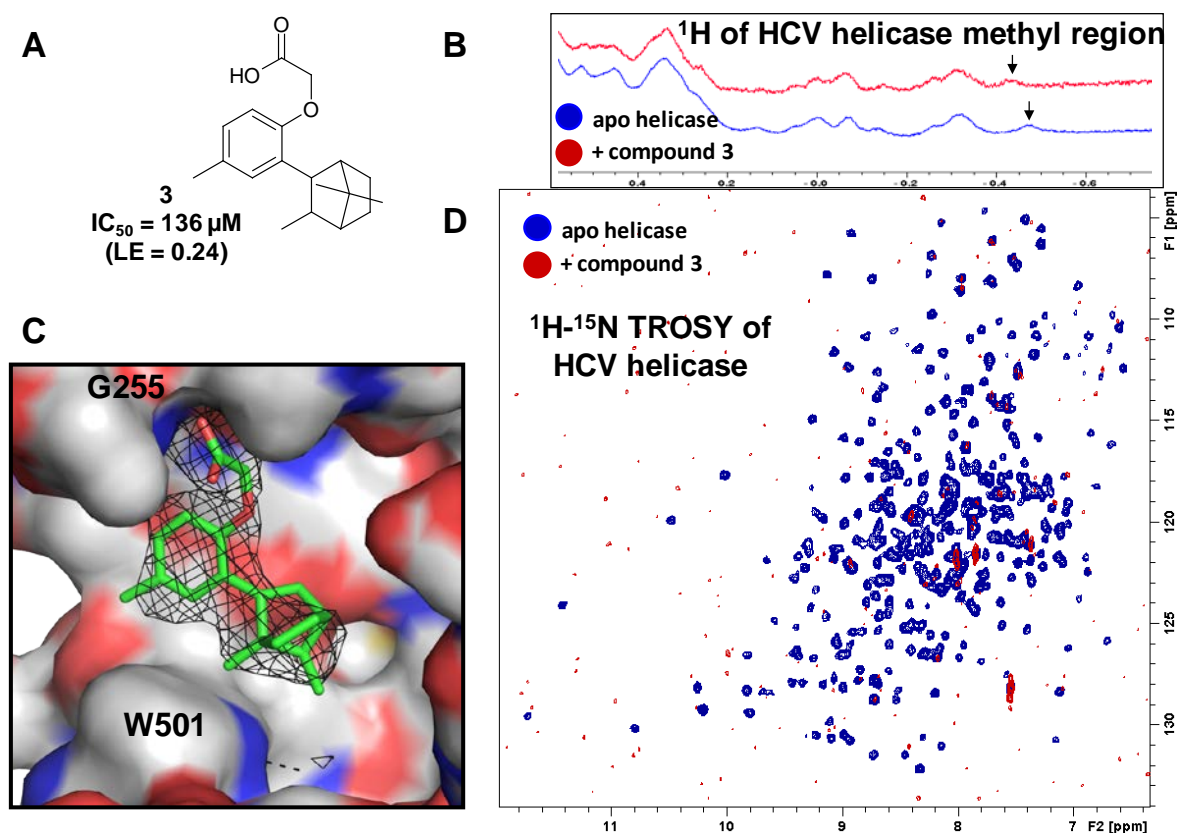 A
O
HO
O
3
IC50 = 136 µM
(LE = 0.24)
B
1H of HCV helicase methyl region
apo helicase
+ compound 3
0.4
0.2
-0.0
-0.2
-0.4
-0.6
C
G255
W501
D
apo helicase
+ compound 3
1H-15N TROSY of
HCV helicase
F1 [ppm]
110
115
120
125
130
11
10
9
8
7
F2 [ppm]